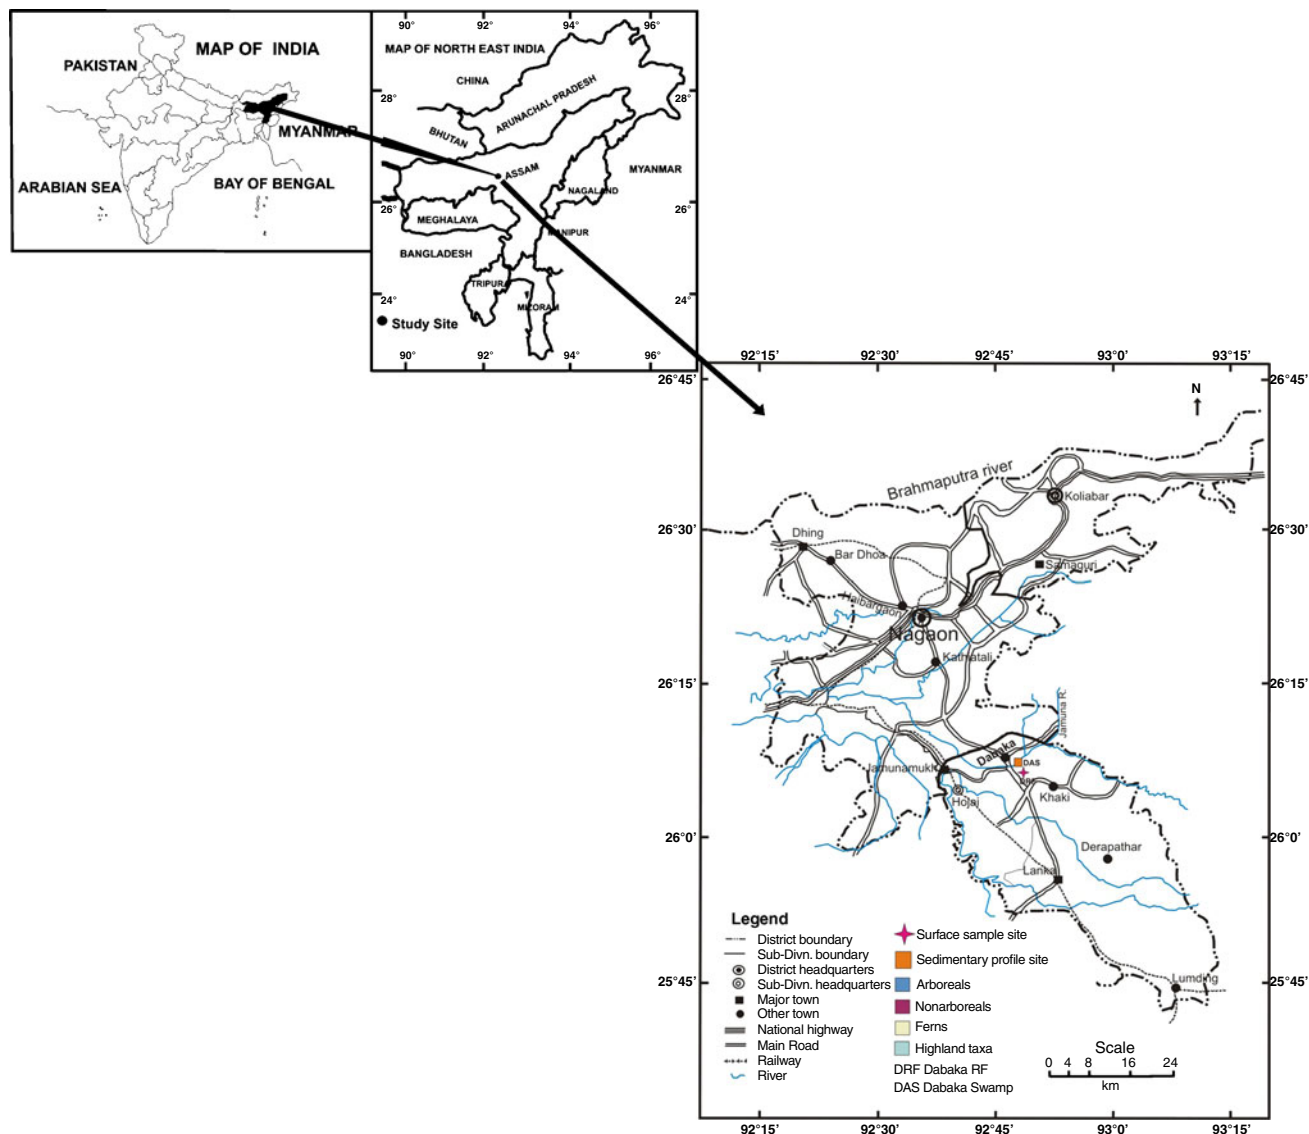 MAP OF INDIA
PAKISTAN
MYANMAR
ARABIAN SEA
BAY OF BENGAL
90° 92° 94° 96°
MAP OF NORTH EAST INDIA
CHINA
28° 28°
ARUNACHAL PRADESH
BHUTAN
ASSAM
MYANMAR
NAGALAND
26° 26°
MEGHALAYA
MANIPUR
BANGLADESH
TRIPURA
24° 24°
MIZORAM
Study Site
90° 92° 94° 96°
92°15' 92°30' 92°45' 93°0' 93°15'
26°45' 26°45'
N
Brahmaputra river
Koliabar
26°30' 26°30'
Dhing
Bar Dhoa
Samaguri
Haibargaon
Nagaon
Kathiatali
26°15' 26°15'
Jamuna R.
Dabaka
DAS
Jamunamukh
DRF
Hojai
Khaki
26°0' 26°0'
Derapathar
Lanka
Lumding
25°45' 25°45'
Legend
District boundary
Sub-Divn. boundary
District headquarters
Sub-Divn. headquarters
Major town
Other town
National highway
Main Road
Railway
River
Surface sample site
Sedimentary profile site
Arboreals
Nonarboreals
Ferns
Highland taxa
DRF Dabaka RF
DAS Dabaka Swamp
Scale
0 4 8 16 24
km
92°15' 92°30' 92°45' 93°0' 93°15'